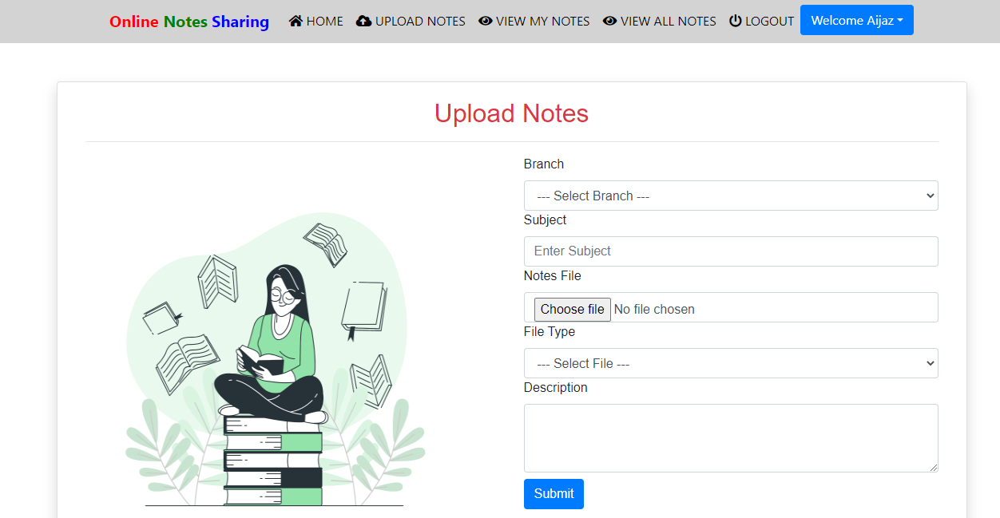 Online Notes Sharing HOME UPLOAD NOTES VIEW MY NOTES VIEW ALL NOTES LOGOUT Welcome Aijaz
Upload Notes
Branch
--- Select Branch ---
Subject
Enter Subject
Notes File
Choose file No file chosen
File Type
--- Select File ---
Description
Submit